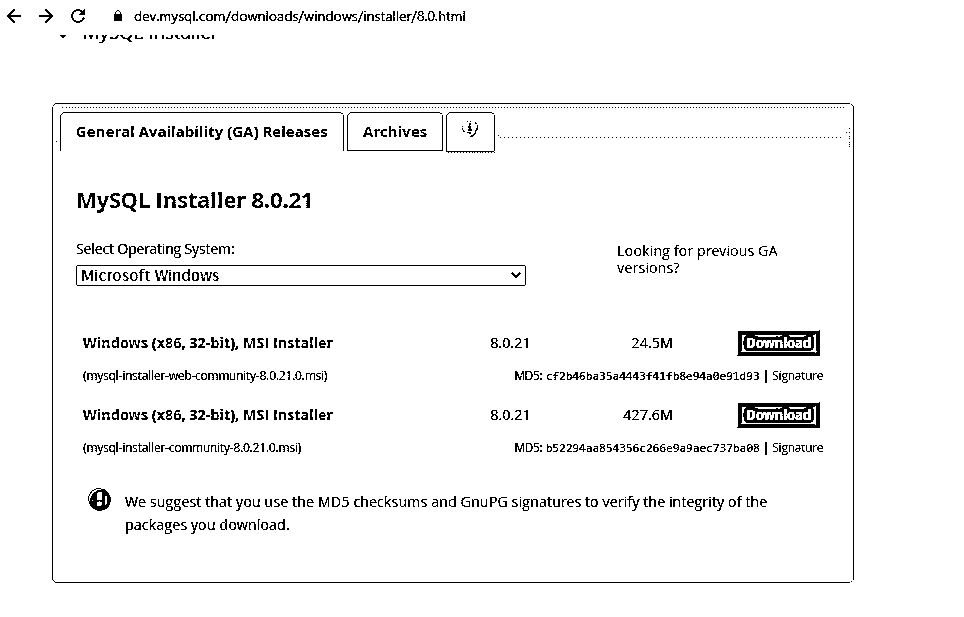 dev.mysql.com/downloads/windows/installer/8.0.html
MySQL Installer
General Availability (GA) Releases
Archives
MySQL Installer 8.0.21
Select Operating System:
Looking for previous GA
versions?
Microsoft Windows
Windows (x86, 32-bit), MSI Installer 8.0.21 24.5M Download
(mysql-installer-web-community-8.0.21.0.msi) MD5: cf2b46ba35a4443f41fb8e94a0e91d93 | Signature
Windows (x86, 32-bit), MSI Installer 8.0.21 427.6M Download
(mysql-installer-community-8.0.21.0.msi) MD5: b52294aa854356c266e9a9aec737ba08 | Signature
We suggest that you use the MD5 checksums and GnuPG signatures to verify the integrity of the
packages you download.